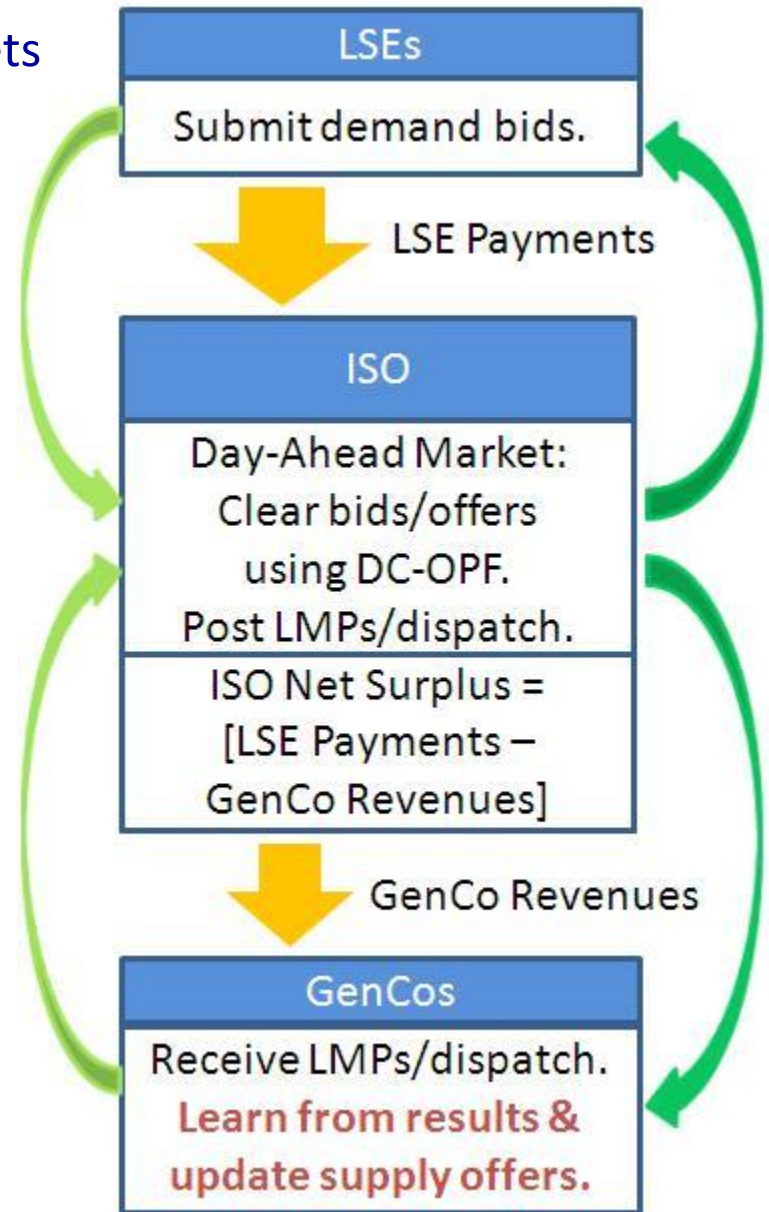 LSEs
Submit demand bids.
LSE Payments
ISO
Day-Ahead Market:
Clear bids/offers
using DC-OPF.
Post LMPs/dispatch.
ISO Net Surplus =
[LSE Payments –
GenCo Revenues]
GenCo Revenues
GenCos
Receive LMPs/dispatch.
Learn from results &
update supply offers.